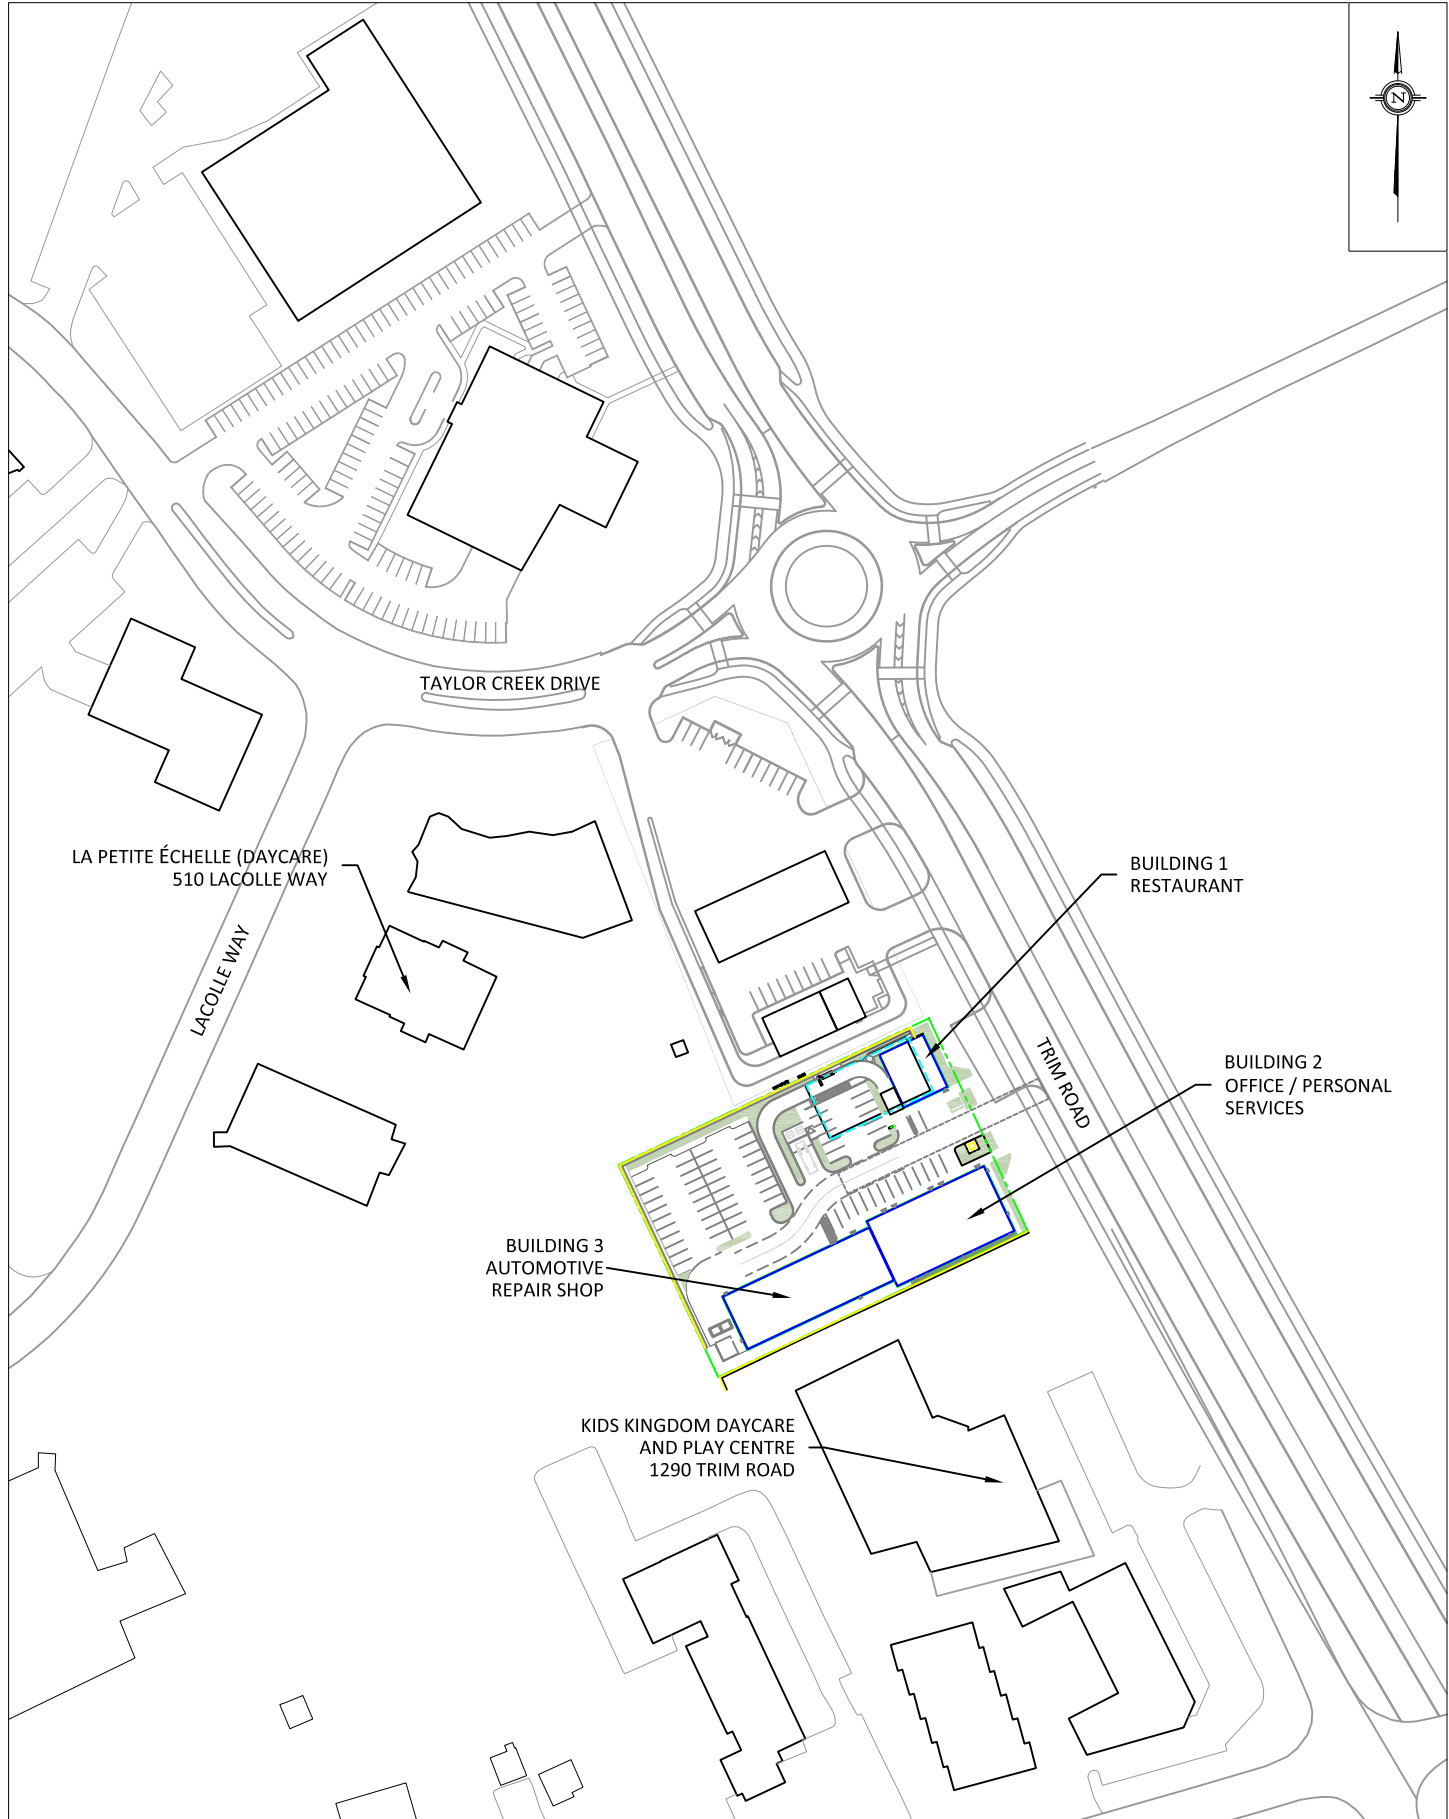 N
TAYLOR CREEK DRIVE
LA PETITE ÉCHELLE (DAYCARE)
510 LACOLLE WAY
BUILDING 1
RESTAURANT
LACOLLE WAY
TRIM ROAD
BUILDING 2
OFFICE / PERSONAL
SERVICES
BUILDING 3
AUTOMOTIVE
REPAIR SHOP
KIDS KINGDOM DAYCARE
AND PLAY CENTRE
1290 TRIM ROAD